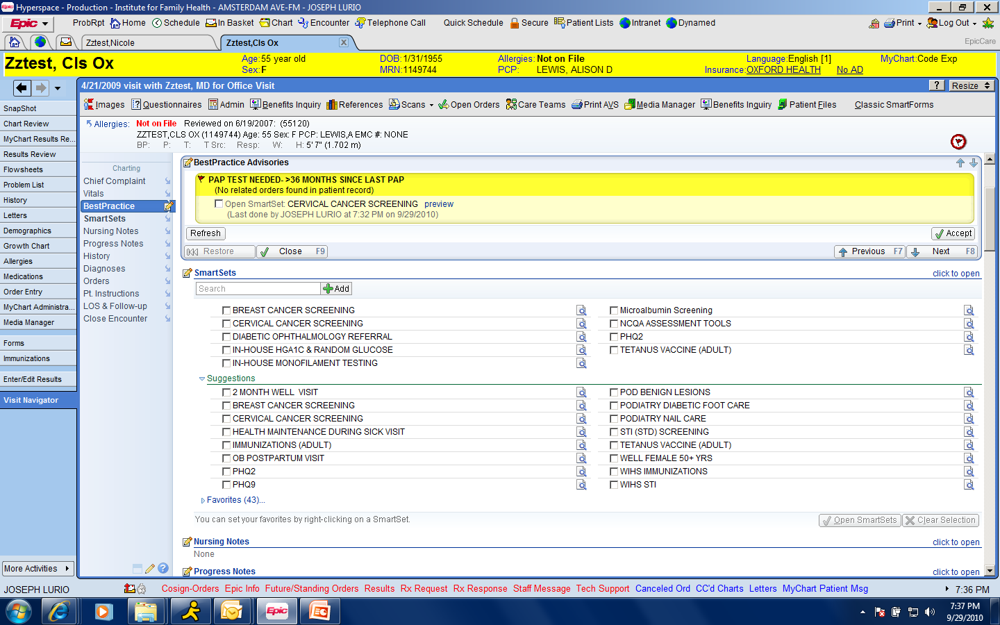 Hyperspace - Production - Institute for Family Health - AMSTERDAM AVE-FM - JOSEPH LURIO
Epic ProbRpt Home Schedule In Basket Chart Encounter Telephone Call Quick Schedule Secure Patient Lists Intranet Dynamed Print Log Out
Zztest,Nicole Zztest,Cls Ox EpicCare
Zztest, Cls Ox Age: 55 year old DOB: 1/31/1955 Allergies: Not on File Language: English [1] MyChart: Code Exp
Sex: F MRN: 1149744 PCP: LEWIS, ALISON D Insurance: OXFORD HEALTH No AD
4/21/2009 visit with Zztest, MD for Office Visit ? Resize
Images Questionnaires Admin Benefits Inquiry References Scans Open Orders Care Teams Print AVS Media Manager Benefits Inquiry Patient Files Classic SmartForms
Allergies: Not on File Reviewed on 6/19/2007: (55120)
ZZTEST,CLS OX (1149744) Age: 55 Sex: F PCP: LEWIS,A EMC #: NONE
BP: P: T: T Src: Resp: W: H: 5' 7" (1.702 m)
SnapShot
Chart Review
MyChart Results Re...
Results Review
Flowsheets
Problem List
History
Letters
Demographics
Growth Chart
Allergies
Medications
Order Entry
MyChart Administra...
Media Manager
Forms
Immunizations
Enter/Edit Results
Visit Navigator
More Activities
Charting
Chief Complaint
Vitals
BestPractice
SmartSets
Nursing Notes
Progress Notes
History
Diagnoses
Orders
Pt. Instructions
LOS & Follow-up
Close Encounter
BestPractice Advisories
PAP TEST NEEDED- >36 MONTHS SINCE LAST PAP
(No related orders found in patient record)
Open SmartSet: CERVICAL CANCER SCREENING preview
(Last done by JOSEPH LURIO at 7:32 PM on 9/29/2010)
Refresh Accept
Restore Close F9 Previous F7 Next F8
SmartSets click to open
Search Add
BREAST CANCER SCREENING Microalbumin Screening
CERVICAL CANCER SCREENING NCQA ASSESSMENT TOOLS
DIABETIC OPHTHALMOLOGY REFERRAL PHQ2
IN-HOUSE HGA1C & RANDOM GLUCOSE TETANUS VACCINE (ADULT)
IN-HOUSE MONOFILAMENT TESTING
Suggestions
2 MONTH WELL VISIT POD BENIGN LESIONS
BREAST CANCER SCREENING PODIATRY DIABETIC FOOT CARE
CERVICAL CANCER SCREENING PODIATRY NAIL CARE
HEALTH MAINTENANCE DURING SICK VISIT STI (STD) SCREENING
IMMUNIZATIONS (ADULT) TETANUS VACCINE (ADULT)
OB POSTPARTUM VISIT WELL FEMALE 50+ YRS
PHQ2 WIHS IMMUNIZATIONS
PHQ9 WIHS STI
Favorites (43)...
You can set your favorites by right-clicking on a SmartSet. Open SmartSets Clear Selection
Nursing Notes click to open
None
Progress Notes click to open
JOSEPH LURIO Cosign-Orders Epic Info Future/Standing Orders Results Rx Request Rx Response Staff Message Tech Support Canceled Ord CC'd Charts Letters MyChart Patient Msg 7:36 PM
Epic 7:37 PM
9/29/2010